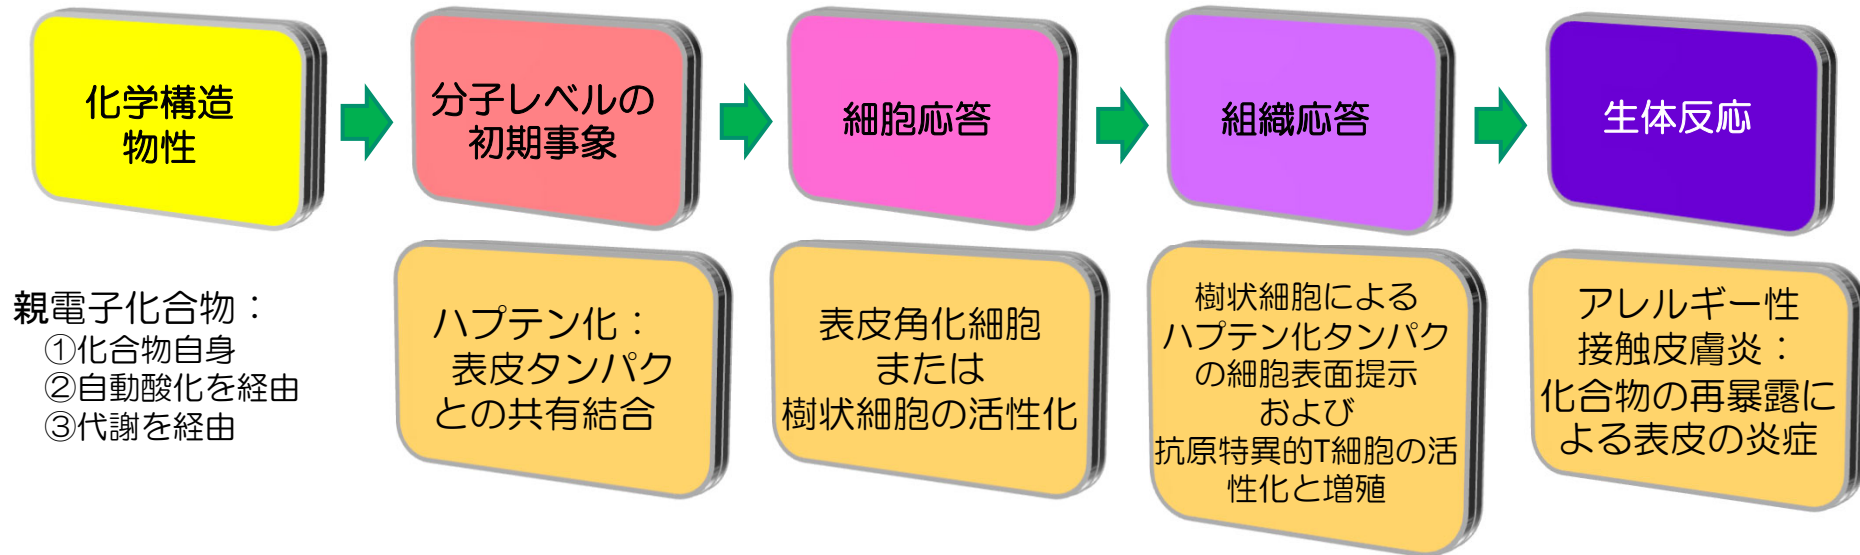 化学構造
物性
分子レベルの
初期事象
細胞応答
組織応答
生体反応
親電子化合物：
①化合物自身
②自動酸化を経由
③代謝を経由
ハプテン化：
表皮タンパク
との共有結合
表皮角化細胞
または
樹状細胞の活性化
樹状細胞による
ハプテン化タンパク
の細胞表面提示
および
抗原特異的T細胞の活
性化と増殖
アレルギー性
接触皮膚炎：
化合物の再暴露に
よる表皮の炎症